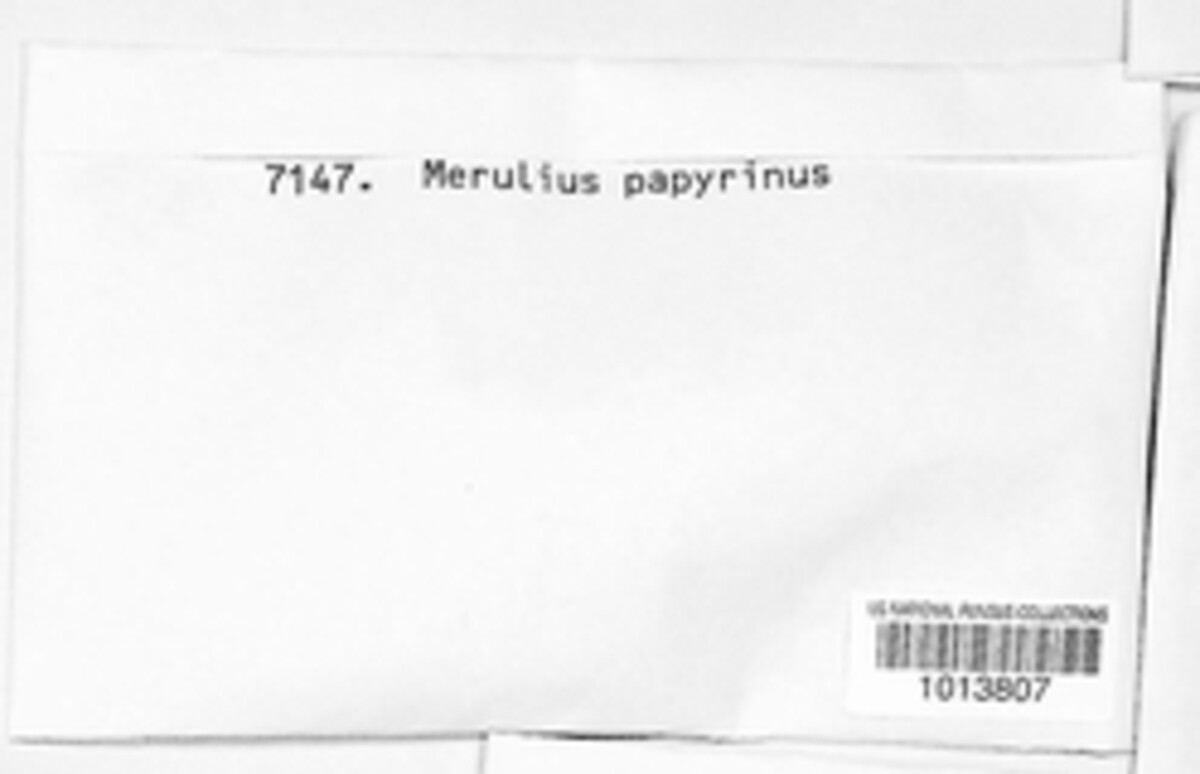 7147. Merulius papyrinus
US NATIONAL FUNGUS COLLECTIONS
1013807